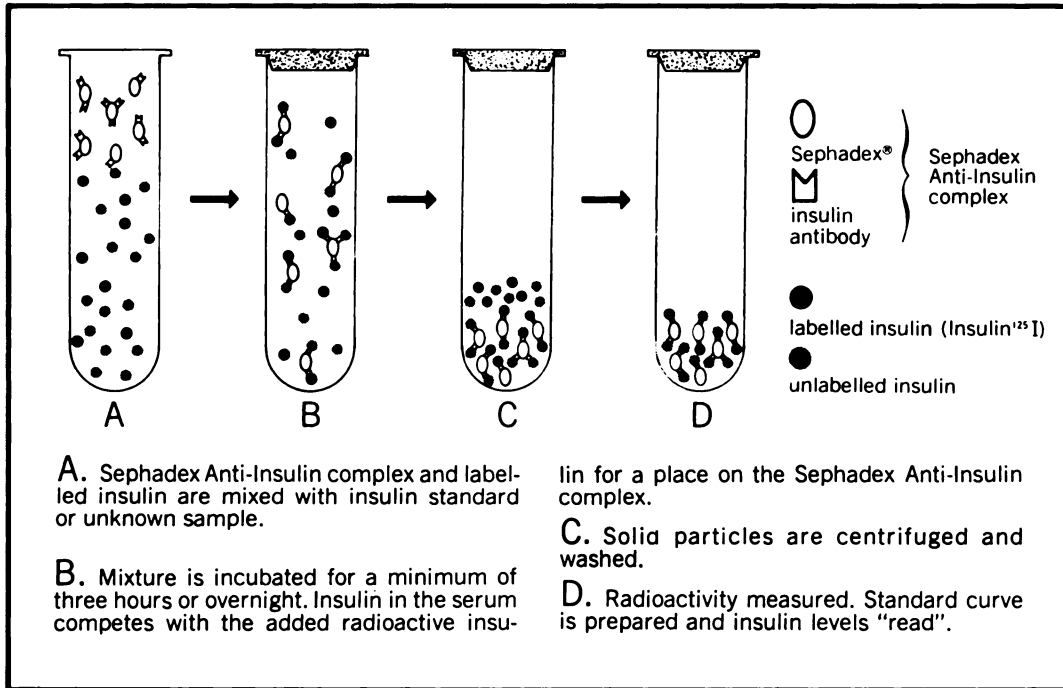 Sephadex®
insulin
antibody
Sephadex
Anti-Insulin
complex
labelled insulin (Insulin¹²⁵I)
unlabelled insulin
A
B
C
D
A. Sephadex Anti-Insulin complex and label-
led insulin are mixed with insulin standard
or unknown sample.
B. Mixture is incubated for a minimum of
three hours or overnight. Insulin in the serum
competes with the added radioactive insu-
lin for a place on the Sephadex Anti-Insulin
complex.
C. Solid particles are centrifuged and
washed.
D. Radioactivity measured. Standard curve
is prepared and insulin levels “read”.